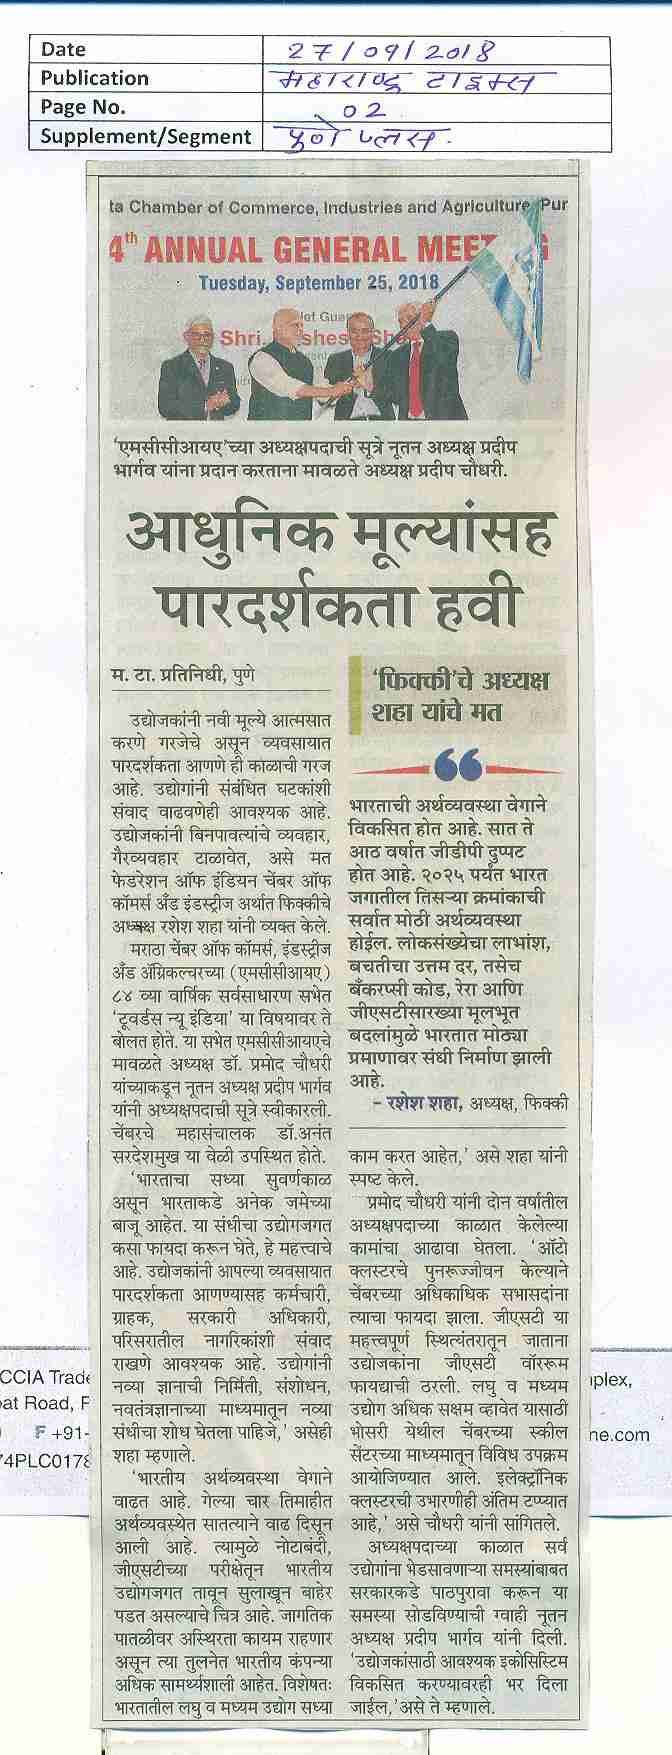 Date 27/09/2018
Publication महाराष्ट्र टाइम्स
Page No. 02
Supplement/Segment पुणे प्लस.
ta Chamber of Commerce, Industries and Agriculture, Pur
4th ANNUAL GENERAL MEET G
Tuesday, September 25, 2018
Shri.
'एमसीसीआयए'च्या अध्यक्षपदाची सूत्रे नूतन अध्यक्ष प्रदीप
भार्गव यांना प्रदान करताना मावळते अध्यक्ष प्रदीप चौधरी.
आधुनिक मूल्यांसह
पारदर्शकता हवी
म. टा. प्रतिनिधी, पुणे
उद्योजकांनी नवी मूल्ये आत्मसात
करणे गरजेचे असून व्यवसायात
पारदर्शकता आणणे ही काळाची गरज
आहे. उद्योगांनी संबंधित घटकांशी
संवाद वाढवणेही आवश्यक आहे.
उद्योजकांनी बिनपावत्यांचे व्यवहार,
गैरव्यवहार टाळावेत, असे मत
फेडरेशन ऑफ इंडियन चेंबर ऑफ
कॉमर्स अँड इंडस्ट्रीज अर्थात फिक्कीचे
अध्यक्ष रशेश शहा यांनी व्यक्त केले.
मराठा चेंबर ऑफ कॉमर्स, इंडस्ट्रीज
अँड ॲग्रिकल्चरच्या (एमसीसीआयए)
८४ व्या वार्षिक सर्वसाधारण सभेत
'टूवर्डस न्यू इंडिया' या विषयावर ते
बोलत होते. या सभेत एमसीसीआयएचे
मावळते अध्यक्ष डॉ. प्रमोद चौधरी
यांच्याकडून नूतन अध्यक्ष प्रदीप भार्गव
यांनी अध्यक्षपदाची सूत्रे स्वीकारली.
चेंबरचे महासंचालक डॉ.अनंत
सरदेशमुख या वेळी उपस्थित होते.
'भारताचा सध्या सुवर्णकाळ
असून भारताकडे अनेक जमेच्या
बाजू आहेत. या संधीचा उद्योगजगत
कसा फायदा करून घेते, हे महत्त्वाचे
आहे. उद्योजकांनी आपल्या व्यवसायात
पारदर्शकता आणण्यासह कर्मचारी,
ग्राहक, सरकारी अधिकारी,
परिसरातील नागरिकांशी संवाद
राखणे आवश्यक आहे. उद्योगांनी
नव्या ज्ञानाची निर्मिती, संशोधन,
नवतंत्रज्ञानाच्या माध्यमातून नव्या
संधीचा शोध घेतला पाहिजे,' असेही
शहा म्हणाले.
'भारतीय अर्थव्यवस्था वेगाने
वाढत आहे. गेल्या चार तिमाहीत
अर्थव्यवस्थेत सातत्याने वाढ दिसून
आली आहे. त्यामुळे नोटाबंदी,
जीएसटीच्या परीक्षेतून भारतीय
उद्योगजगत तावून सुलाखून बाहेर
पडत असल्याचे चित्र आहे. जागतिक
पातळीवर अस्थिरता कायम राहणार
असून त्या तुलनेत भारतीय कंपन्या
अधिक सामर्थ्यशाली आहेत. विशेषतः
भारतातील लघु व मध्यम उद्योग सध्या
'फिक्की'चे अध्यक्ष
शहा यांचे मत
भारताची अर्थव्यवस्था वेगाने
विकसित होत आहे. सात ते
आठ वर्षात जीडीपी दुप्पट
होत आहे. २०२५ पर्यंत भारत
जगातील तिसऱ्या क्रमांकाची
सर्वात मोठी अर्थव्यवस्था
होईल. लोकसंख्येचा लाभांश,
बचतीचा उत्तम दर, तसेच
बँकरप्सी कोड, रेरा आणि
जीएसटीसारख्या मूलभूत
बदलांमुळे भारतात मोठ्या
प्रमाणावर संधी निर्माण झाली
आहे.
- रशेश शहा, अध्यक्ष, फिक्की
काम करत आहेत,' असे शहा यांनी
स्पष्ट केले.
प्रमोद चौधरी यांनी दोन वर्षातील
अध्यक्षपदाच्या काळात केलेल्या
कामांचा आढावा घेतला. 'ऑटो
क्लस्टरचे पुनरूज्जीवन केल्याने
चेंबरच्या अधिकाधिक सभासदांना
त्याचा फायदा झाला. जीएसटी या
महत्त्वपूर्ण स्थित्यंतरातून जाताना
उद्योजकांना जीएसटी वॉररूम
फायद्याची ठरली. लघु व मध्यम
उद्योग अधिक सक्षम व्हावेत यासाठी
भोसरी येथील चेंबरच्या स्कील
सेंटरच्या माध्यमातून विविध उपक्रम
आयोजिण्यात आले. इलेक्ट्रॉनिक
क्लस्टरची उभारणीही अंतिम टप्प्यात
आहे,' असे चौधरी यांनी सांगितले.
अध्यक्षपदाच्या काळात सर्व
उद्योगांना भेडसावणाऱ्या समस्यांबाबत
सरकारकडे पाठपुरावा करून या
समस्या सोडविण्याची ग्वाही नूतन
अध्यक्ष प्रदीप भार्गव यांनी दिली.
'उद्योजकांसाठी आवश्यक इकोसिस्टिम
विकसित करण्यावरही भर दिला
जाईल,'असे ते म्हणाले.
CCIA Trade
at Road, P
F +91-
74PLC0178
plex,
ne.com